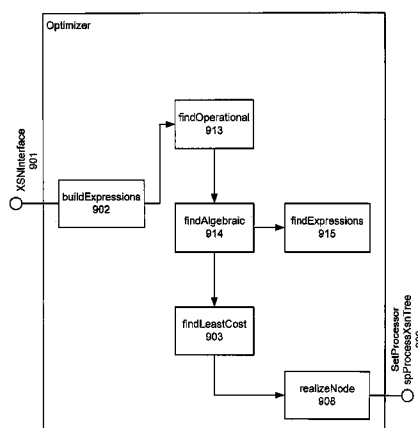 Optimizer
findOperational
913
XSNInterface
901
buildExpressions
902
findAlgebraic
914
findExpressions
915
findLeastCost
903
realizeNode
908
SetProcessor
spProcessXsnTree